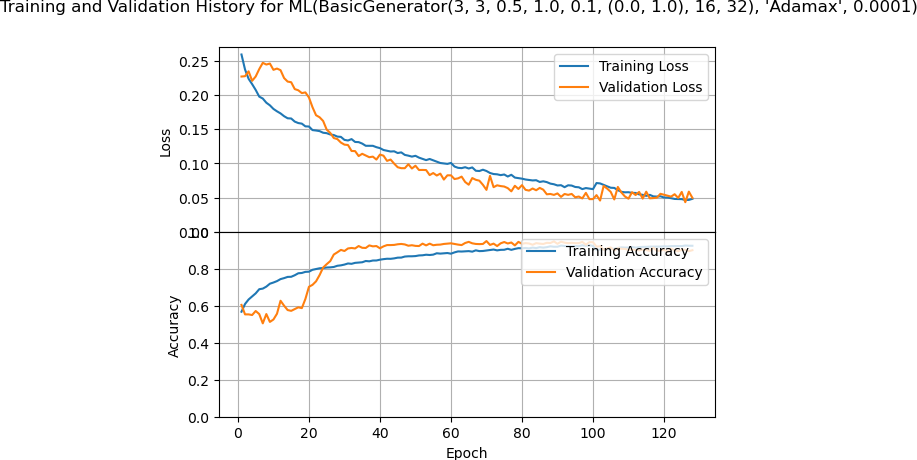 Training and Validation History for ML(BasicGenerator(3, 3, 0.5, 1.0, 0.1, (0.0, 1.0), 16, 32), 'Adamax', 0.0001)
0.25
0.20
0.15
0.10
0.05
0.00
Loss
Training Loss
Validation Loss
1.0
0.8
0.6
0.4
0.2
0.0
Accuracy
Training Accuracy
Validation Accuracy
0 20 40 60 80 100 120
Epoch